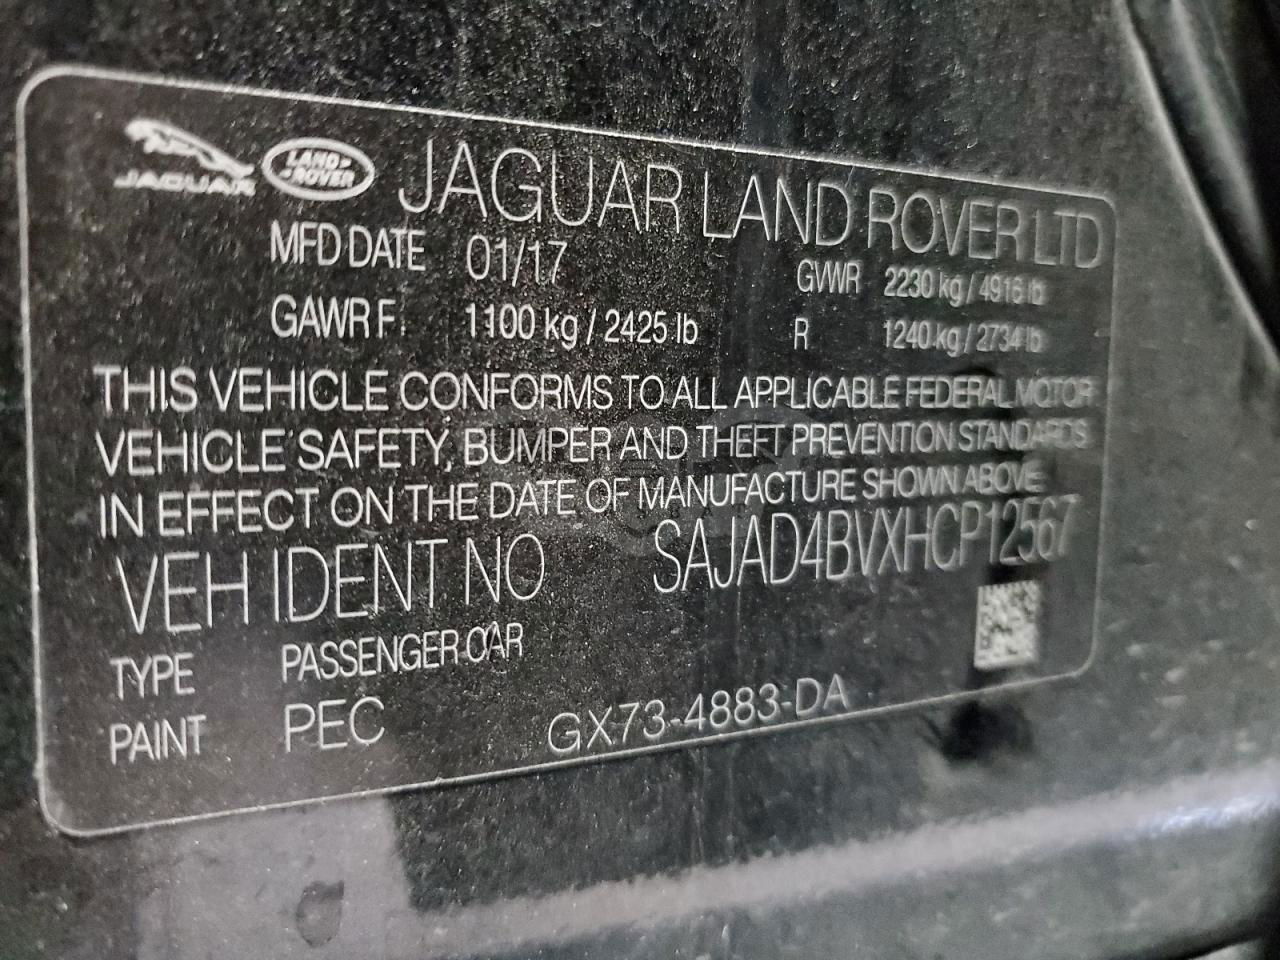 JAGUAR LAND-ROVER JAGUAR LAND ROVER LTD
MFD DATE 01/17 GVWR 2230 kg / 4916 lb
GAWR F 1100 kg / 2425 lb R 1240 kg / 2734 lb
THIS VEHICLE CONFORMS TO ALL APPLICABLE FEDERAL MOTOR
VEHICLE SAFETY, BUMPER AND THEFT PREVENTION STANDARDS
IN EFFECT ON THE DATE OF MANUFACTURE SHOWN ABOVE
VEH IDENT NO SAJAD4BVXHCP12567
TYPE PASSENGER CAR
PAINT PEC GX73-4883-DA